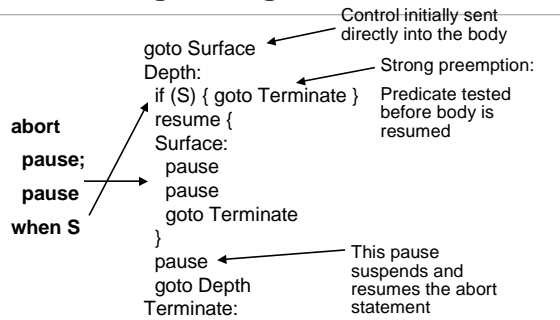 Control initially sent
directly into the body
goto Surface
Depth:
if (S) { goto Terminate }
resume {
Surface:
pause
pause
goto Terminate
}
pause
goto Depth
Terminate:
Strong preemption:
Predicate tested
before body is
resumed
abort
pause;
pause
when S
This pause
suspends and
resumes the abort
statement